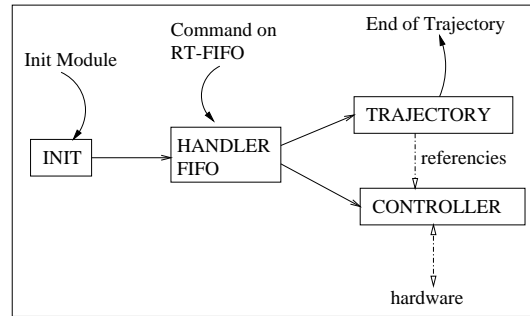 Init Module
Command on
RT-FIFO
End of Trajectory
INIT
HANDLER
FIFO
TRAJECTORY
referencies
CONTROLLER
hardware